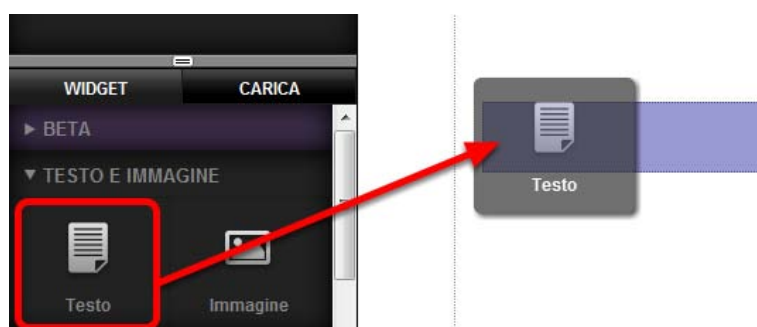 WIDGET CARICA
BETA
TESTO E IMMAGINE
Testo Immagine
Testo